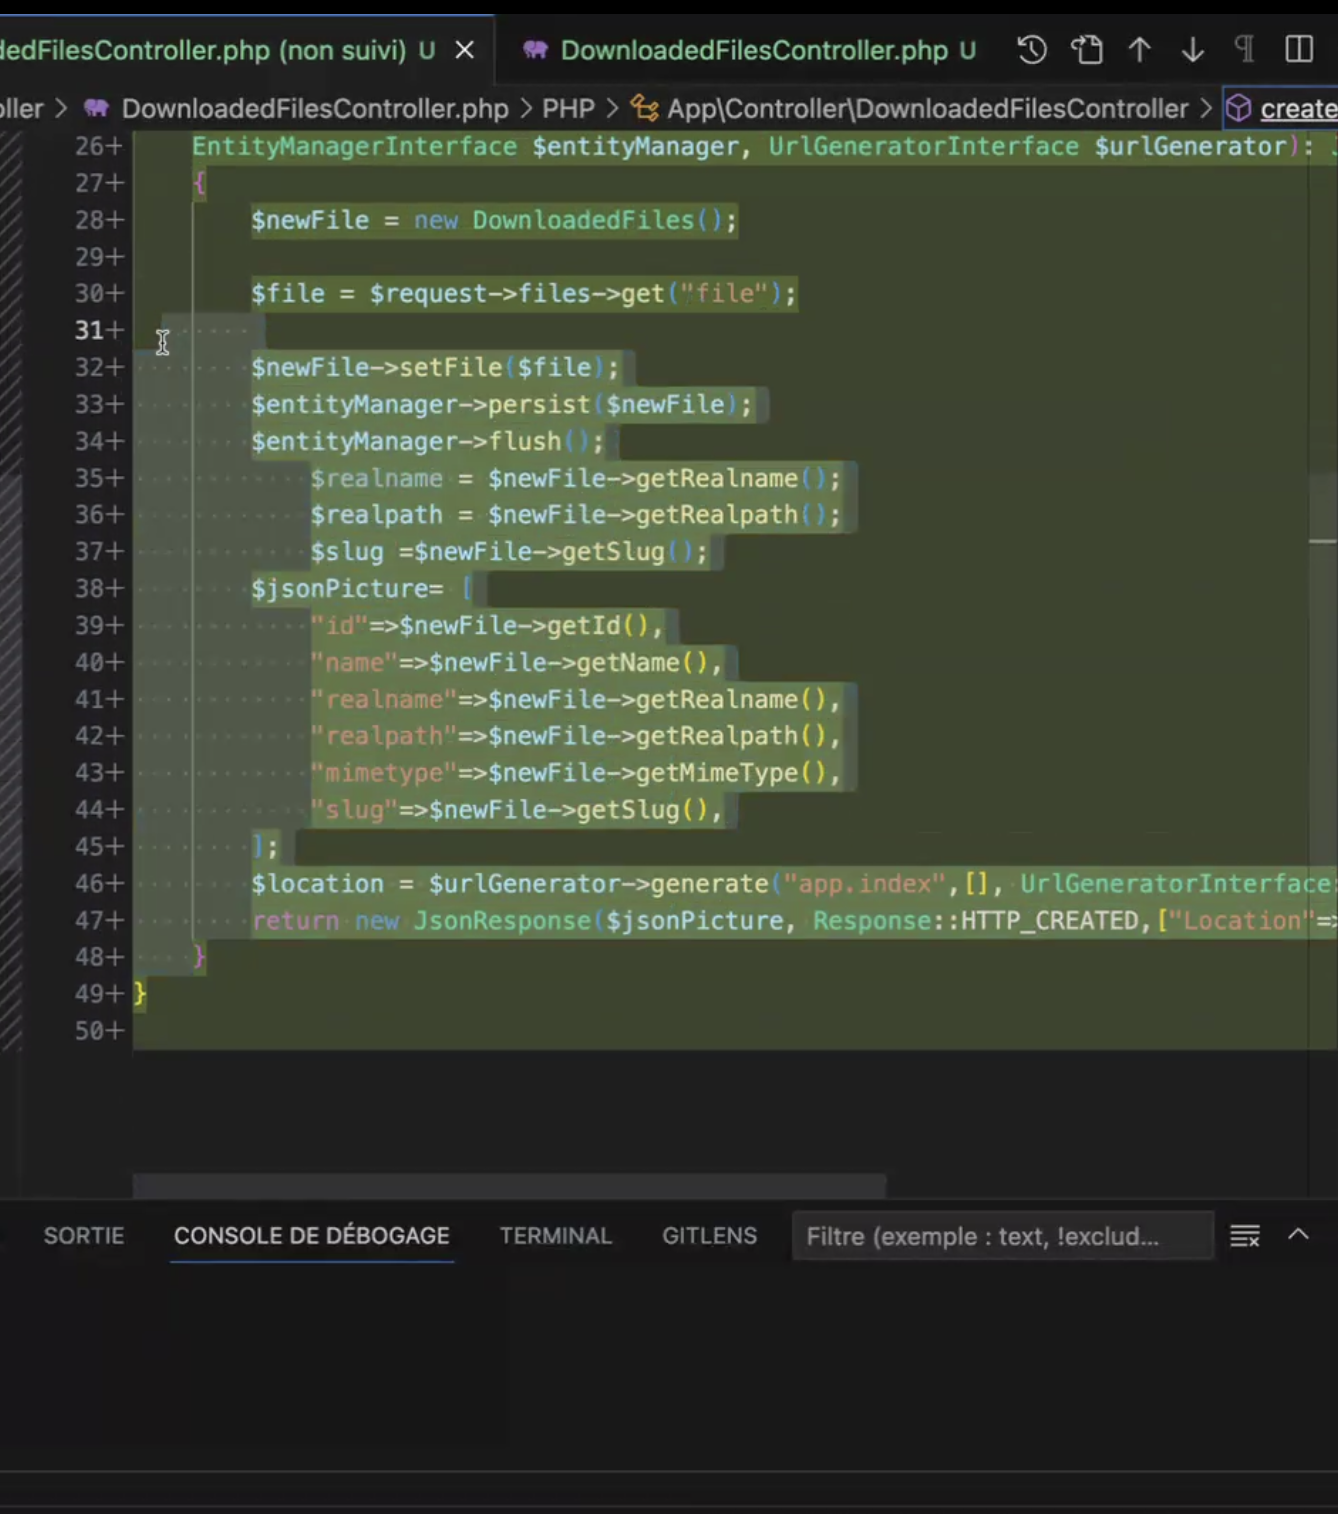 dedFilesController.php (non suivi) U × DownloadedFilesController.php U
oller > DownloadedFilesController.php > PHP > App\Controller\DownloadedFilesController > create
26+ EntityManagerInterface $entityManager, UrlGeneratorInterface $urlGenerator):
27+ {
28+ $newFile = new DownloadedFiles();
29+
30+ $file = $request->files->get("file");
31+
32+ $newFile->setFile($file);
33+ $entityManager->persist($newFile);
34+ $entityManager->flush();
35+ $realname = $newFile->getRealname();
36+ $realpath = $newFile->getRealpath();
37+ $slug =$newFile->getSlug();
38+ $jsonPicture= [
39+ "id"=>$newFile->getId(),
40+ "name"=>$newFile->getName(),
41+ "realname"=>$newFile->getRealname(),
42+ "realpath"=>$newFile->getRealpath(),
43+ "mimetype"=>$newFile->getMimeType(),
44+ "slug"=>$newFile->getSlug(),
45+ ];
46+ $location = $urlGenerator->generate("app.index",[], UrlGeneratorInterface:
47+ return new JsonResponse($jsonPicture, Response::HTTP_CREATED,["Location"=>
48+ }
49+ }
50+
SORTIE CONSOLE DE DÉBOGAGE TERMINAL GITLENS Filtre (exemple : text, !exclud...